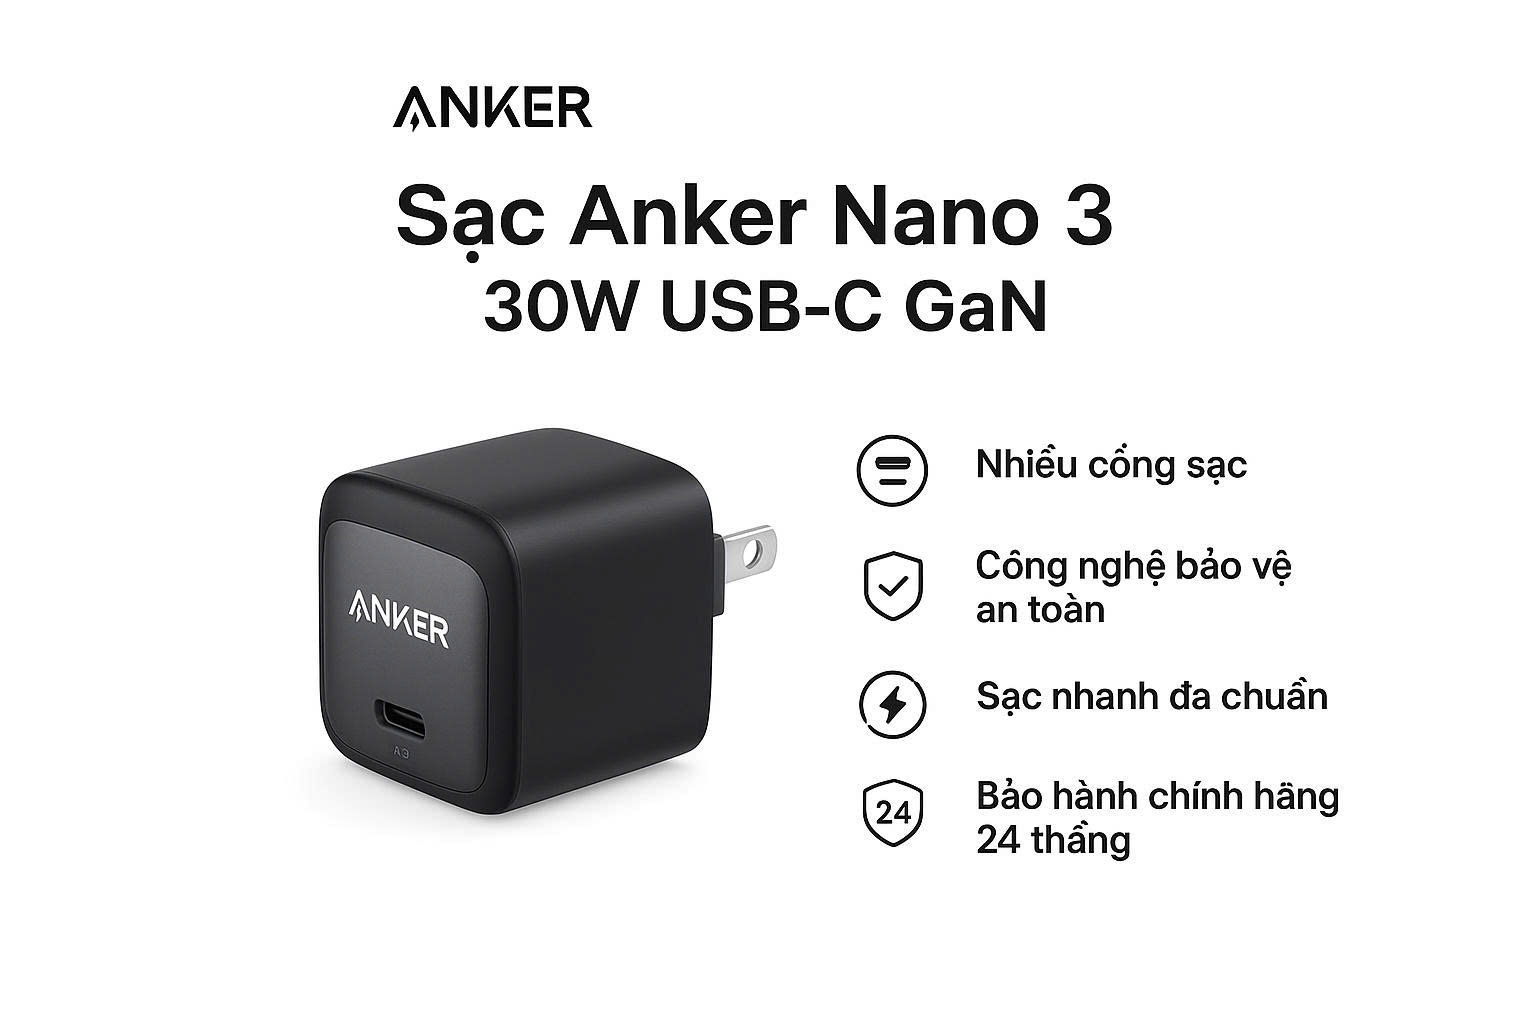 ANKER
Sạc Anker Nano 3
30W USB-C GaN
ANKER
A3
Nhiều cổng sạc
Công nghệ bảo vệ
an toàn
Sạc nhanh đa chuẩn
24
Bảo hành chính hãng
24 thầng